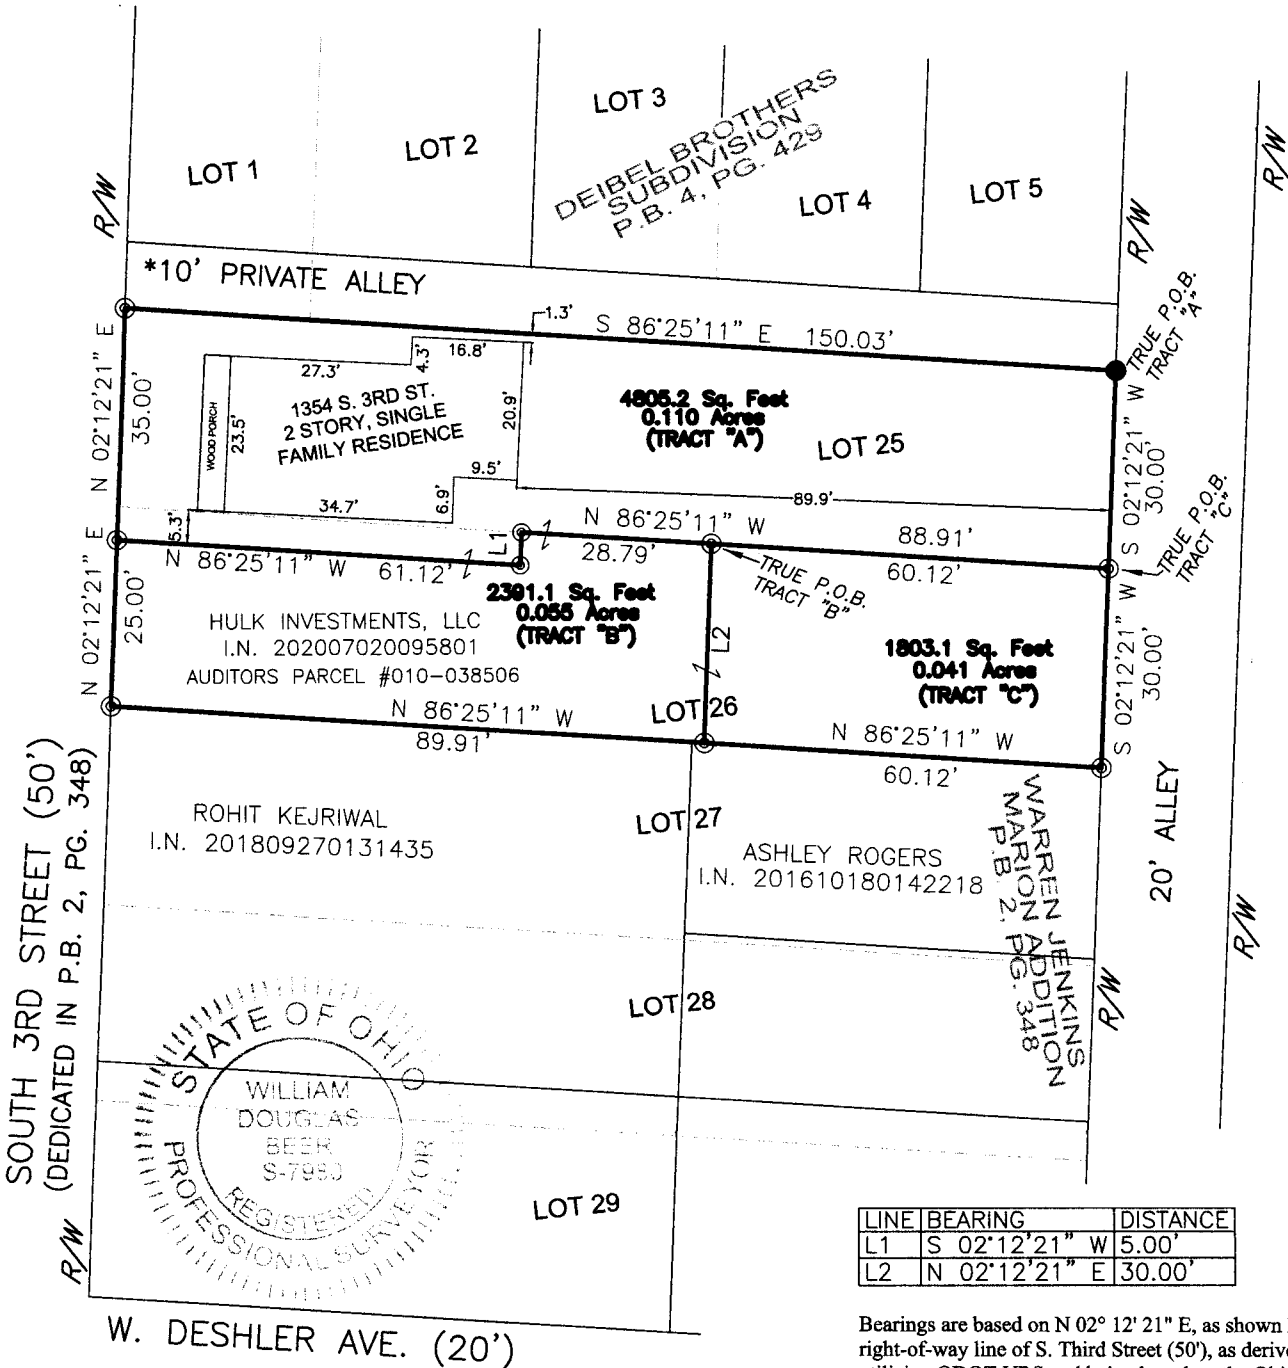 LOT 1
LOT 2
LOT 3
LOT 4
LOT 5
DEIBEL BROTHERS
SUBDIVISION
P.B. 4, PG. 429
R/W
R/W
R/W
*10' PRIVATE ALLEY
1.3'
S 86°25'11" E 150.03'
TRUE P.O.B.
TRACT "A"
N 02°12'21" E
35.00'
27.3'
4.3'
16.8'
20.9'
WOOD PORCH
23.5'
1354 S. 3RD ST.
2 STORY, SINGLE
FAMILY RESIDENCE
9.5'
6.9'
34.7'
5.3'
4805.2 Sq. Feet
0.110 Acres
(TRACT "A")
LOT 25
89.9'
S 02°12'21" W
30.00'
TRUE P.O.B.
TRACT "C"
N 86°25'11" W 88.91'
28.79'
60.12'
L1
N 86°25'11" W 61.12'
TRUE P.O.B.
TRACT "B"
N 02°12'21" E
25.00'
2391.1 Sq. Feet
0.055 Acres
(TRACT "B")
HULK INVESTMENTS, LLC
I.N. 202007020095801
AUDITORS PARCEL #010-038506
L2
1803.1 Sq. Feet
0.041 Acres
(TRACT "C")
S 02°12'21" W
30.00'
LOT 26
N 86°25'11" W
89.91'
N 86°25'11" W
60.12'
ROHIT KEJRIWAL
I.N. 201809270131435
LOT 27
ASHLEY ROGERS
I.N. 201610180142218
WARREN JENKINS
MARION ADDITION
P.B. 2, PG. 348
20' ALLEY
R/W
R/W
SOUTH 3RD STREET (50')
(DEDICATED IN P.B. 2, PG. 348)
R/W
LOT 28
STATE OF OHIO
WILLIAM
DOUGLAS
BEER
S-7980
REGISTERED
PROFESSIONAL SURVEYOR
LOT 29
W. DESHLER AVE. (20')
LINE BEARING DISTANCE
L1 S 02°12'21" W 5.00'
L2 N 02°12'21" E 30.00'
Bearings are based on N 02° 12' 21" E, as shown
right-of-way line of S. Third Street (50'), as